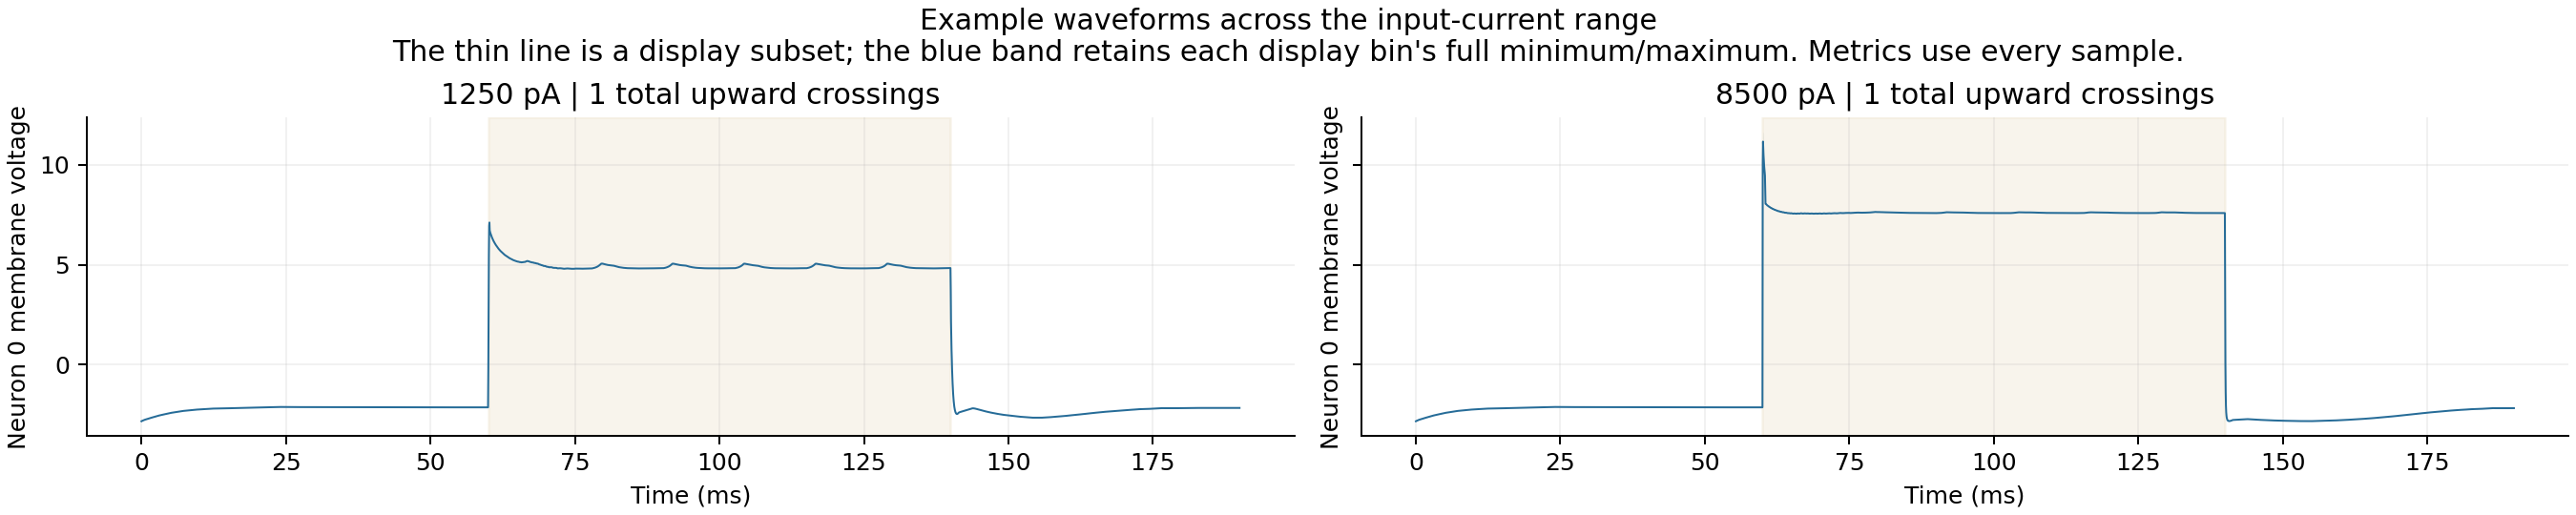 Example waveforms across the input-current range
The thin line is a display subset; the blue band retains each display bin's full minimum/maximum. Metrics use every sample.
1250 pA | 1 total upward crossings
Neuron 0 membrane voltage
10
5
0
0 25 50 75 100 125 150 175
Time (ms)
8500 pA | 1 total upward crossings
Neuron 0 membrane voltage
0 25 50 75 100 125 150 175
Time (ms)